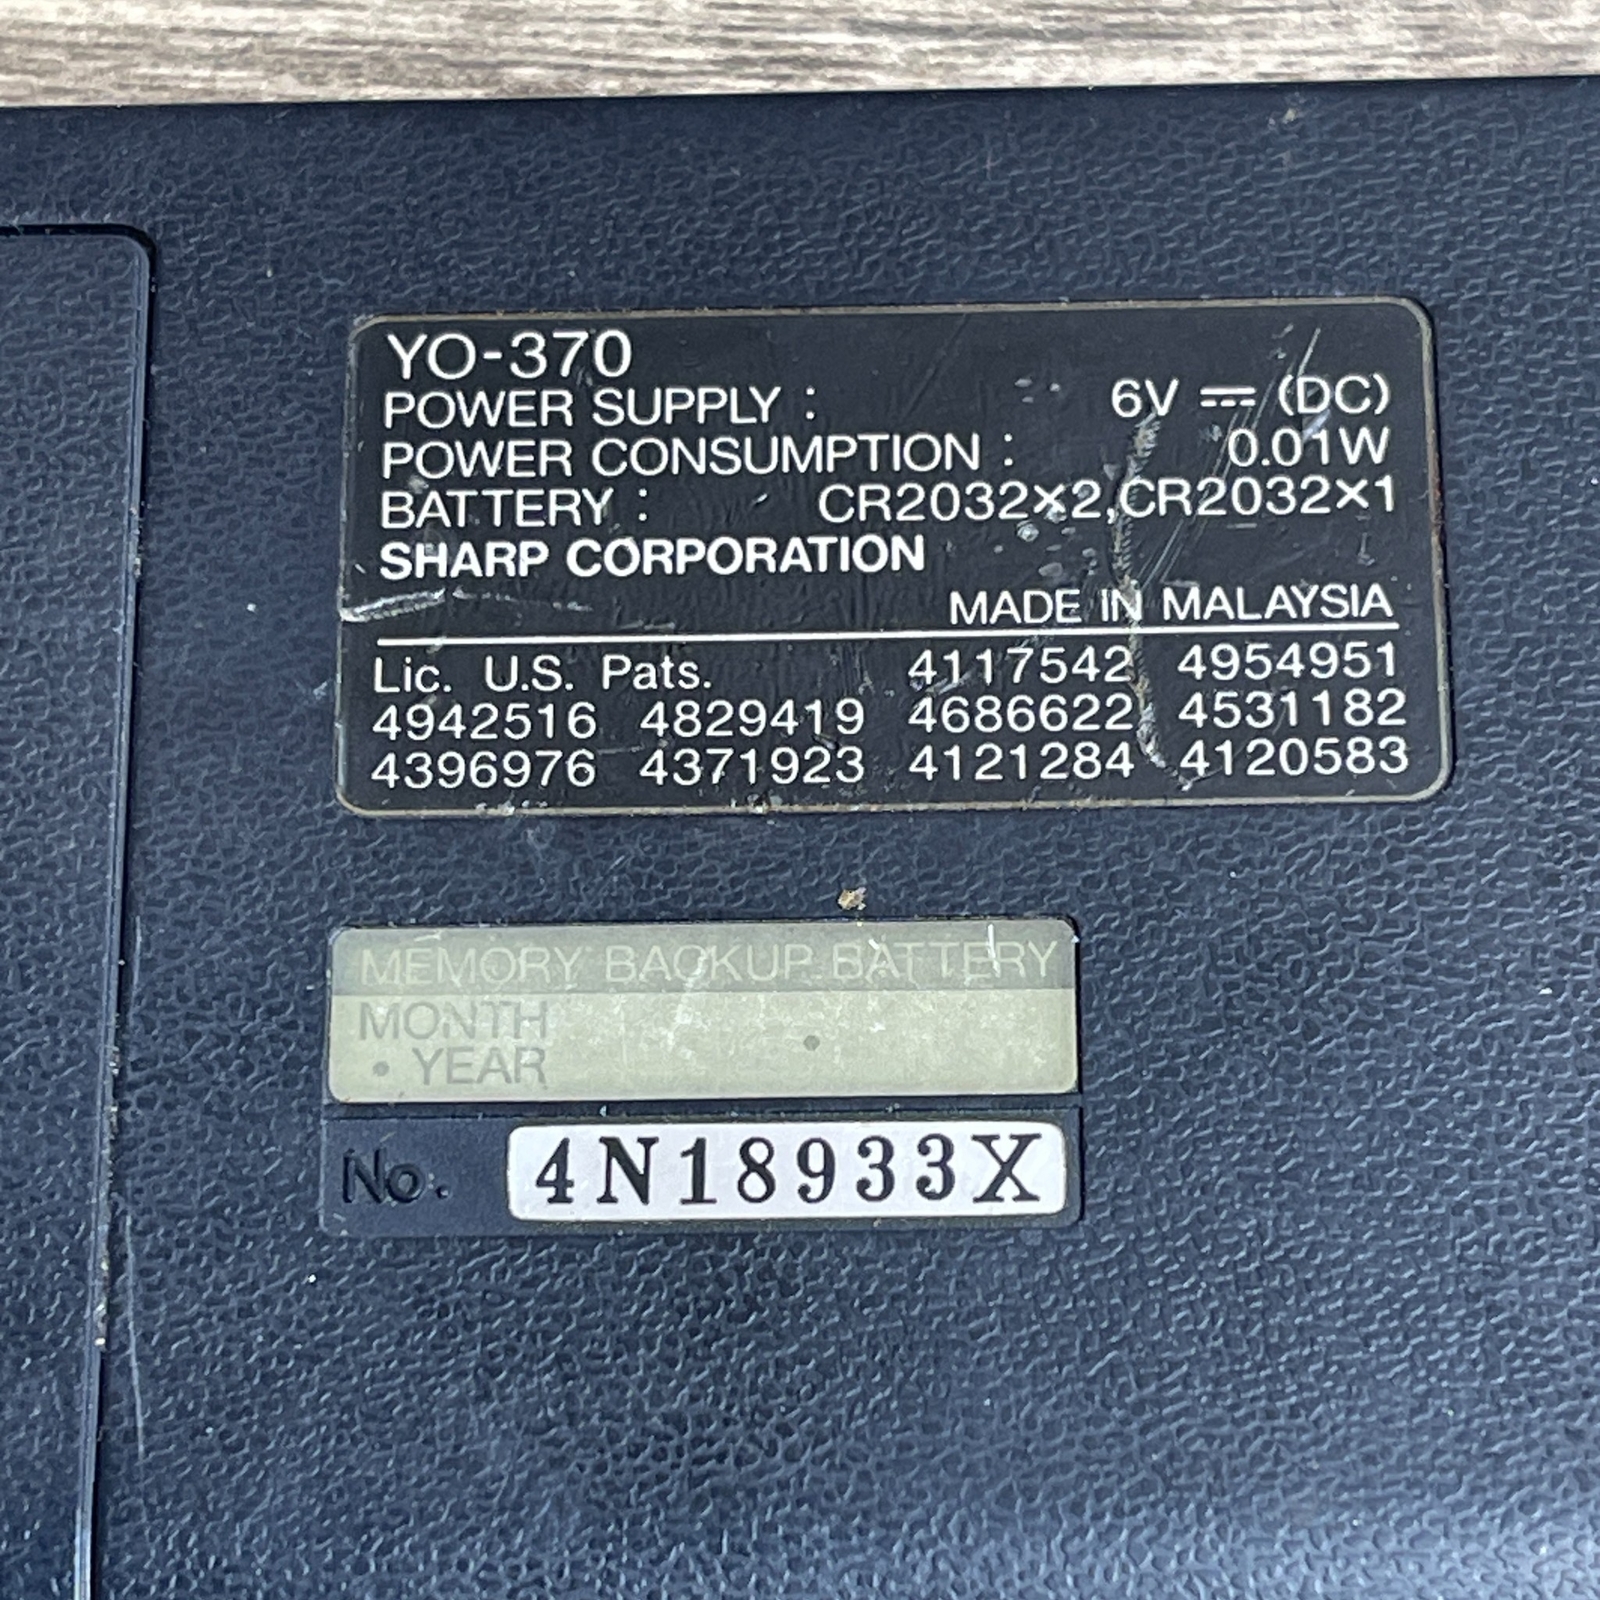 YO-370
POWER SUPPLY : 6V ⎓ (DC)
POWER CONSUMPTION : 0.01W
BATTERY : CR2032×2,CR2032×1
SHARP CORPORATION
MADE IN MALAYSIA
Lic. U.S. Pats. 4117542 4954951
4942516 4829419 4686622 4531182
4396976 4371923 4121284 4120583
MEMORY BACKUP BATTERY
MONTH
• YEAR •
No. 4N18933X